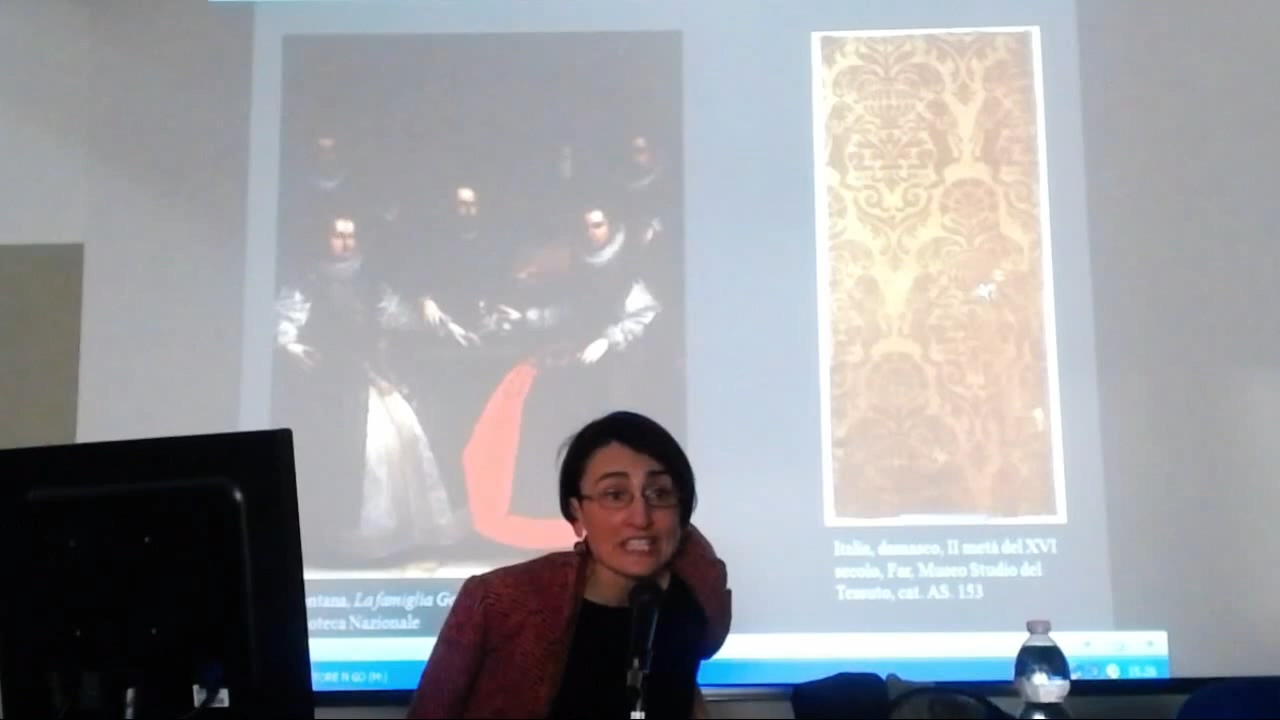 ntana, La famiglia Ge
oteca Nazionale
Italia, damasco, II metà del XVI
secolo, Far, Museo Studio del
Tessuto, cat. AS. 153